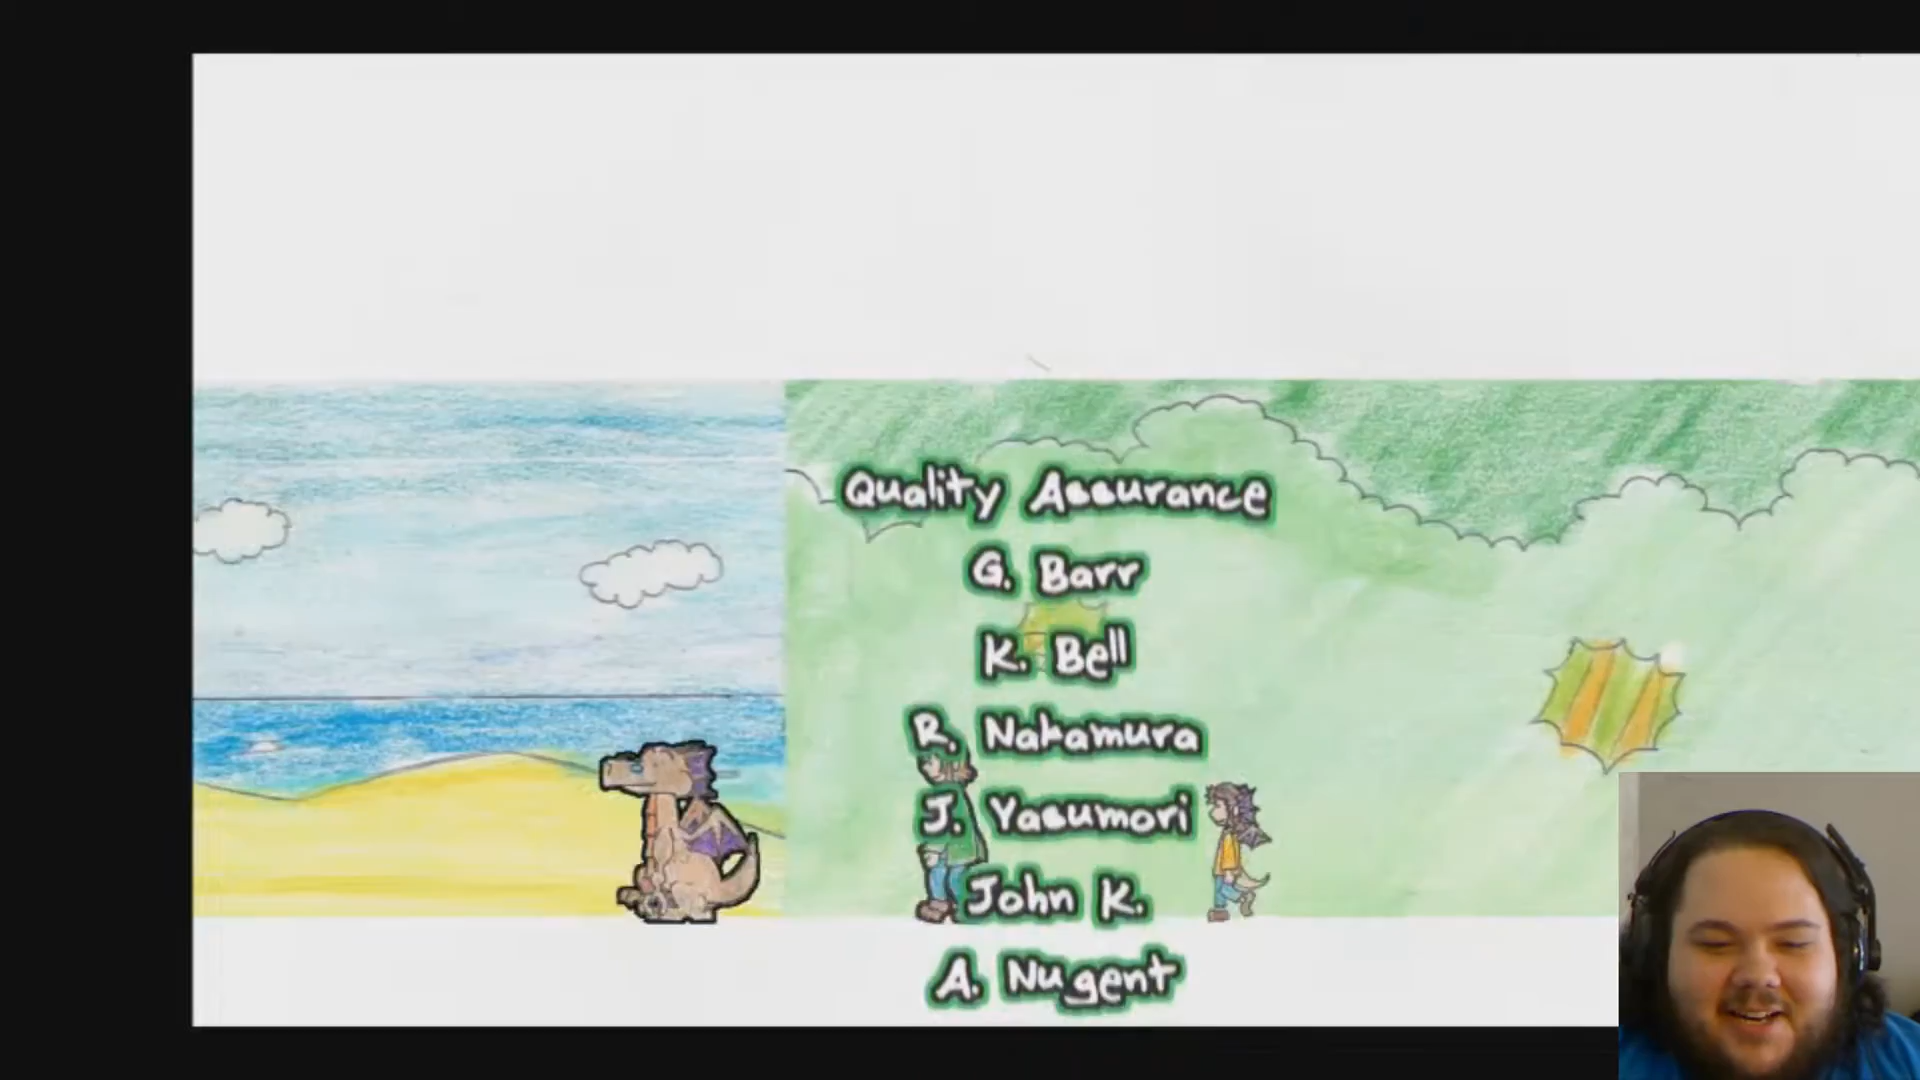 Quality Assurance
G. Barr
K. Bell
R. Nakamura
J. Yasumori
John K.
A. Nugent